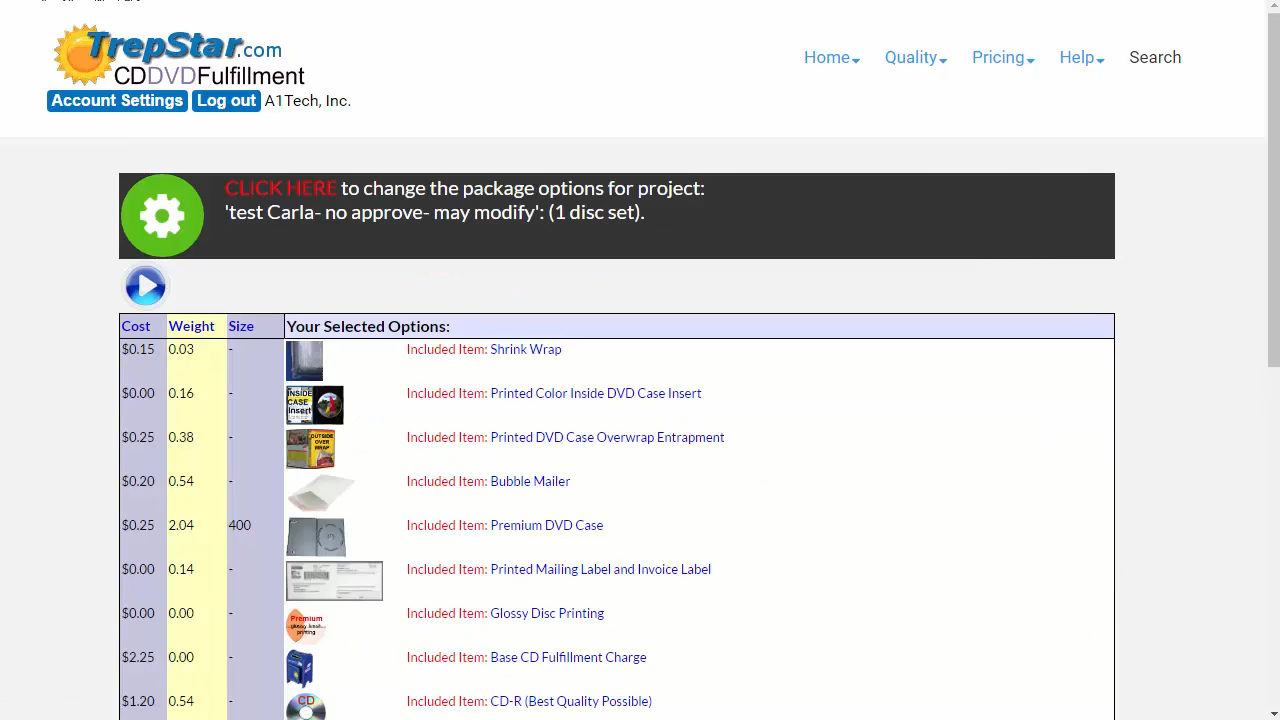 TrepStar.com
CDDVDFulfillment
Account Settings Log out A1Tech, Inc.
Home Quality Pricing Help Search
CLICK HERE to change the package options for project:
'test Carla- no approve- may modify': (1 disc set).
Cost Weight Size Your Selected Options:
$0.15 0.03 - Included Item: Shrink Wrap
$0.00 0.16 - INSIDE CASE Insert Included Item: Printed Color Inside DVD Case Insert
$0.25 0.38 - OUTSIDE OVER WRAP Included Item: Printed DVD Case Overwrap Entrapment
$0.20 0.54 - Included Item: Bubble Mailer
$0.25 2.04 400 Included Item: Premium DVD Case
$0.00 0.14 - Included Item: Printed Mailing Label and Invoice Label
$0.00 0.00 - Premium printing Included Item: Glossy Disc Printing
$2.25 0.00 - Included Item: Base CD Fulfillment Charge
$1.20 0.54 - CD Included Item: CD-R (Best Quality Possible)